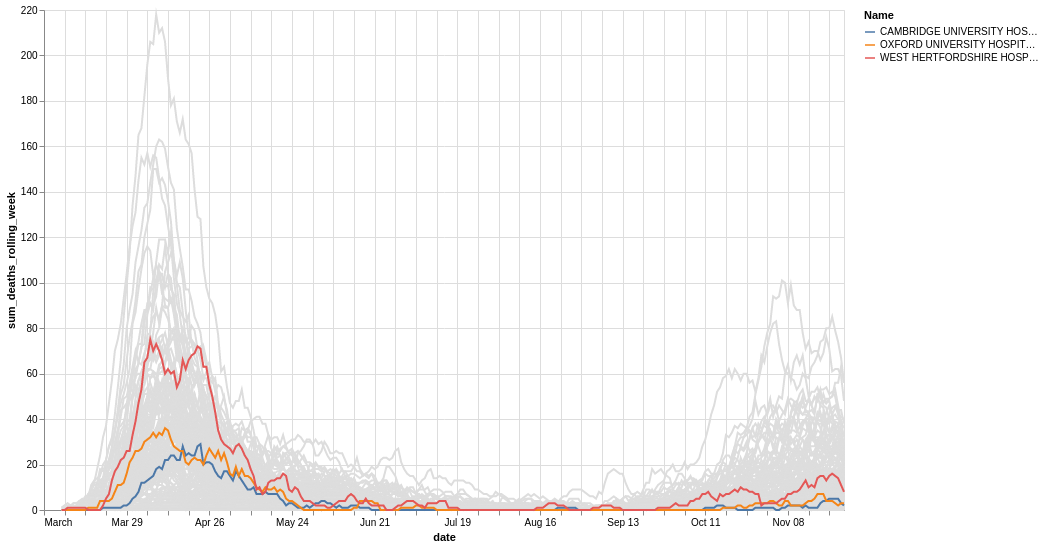 220
200
180
160
140
120
100
80
60
40
20
0
sum_deaths_rolling_week
March
Mar 29
Apr 26
May 24
Jun 21
Jul 19
Aug 16
Sep 13
Oct 11
Nov 08
date
Name
CAMBRIDGE UNIVERSITY HOS…
OXFORD UNIVERSITY HOSPIT…
WEST HERTFORDSHIRE HOSP…